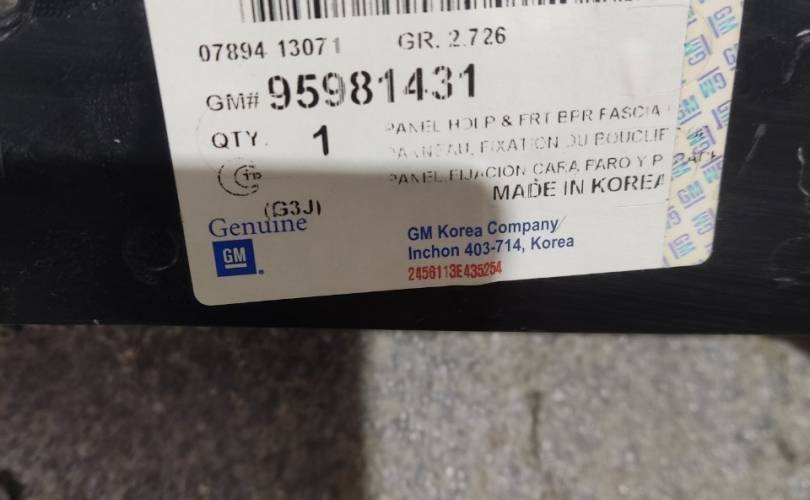 07894 13071 GR. 2.726
GM# 95981431
QTY. 1
PANEL HDLP & FRT BPR FASCIA
FIXATION DU BOUCLIE
PANEL,FIJACION CARA FARO Y P
MADE IN KOREA
(G3J)
Genuine
GM
GM Korea Company
Inchon 403-714, Korea
2456113E435254